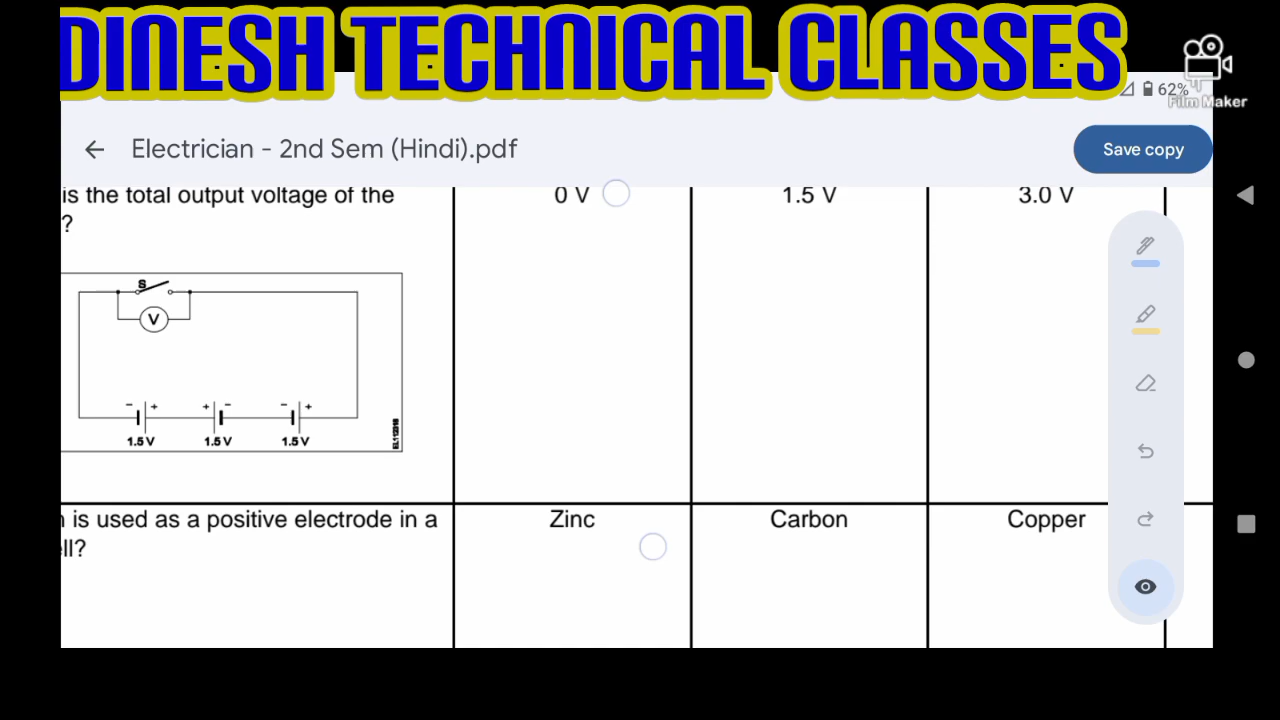 DINESH TECHNICAL CLASSES
62%
Film Maker
Electrician - 2nd Sem (Hindi).pdf
Save copy
is the total output voltage of the
?
0 V
1.5 V
3.0 V
S
V
- + + - - +
1.5 V 1.5 V 1.5 V
is used as a positive electrode in a
ll?
Zinc
Carbon
Copper